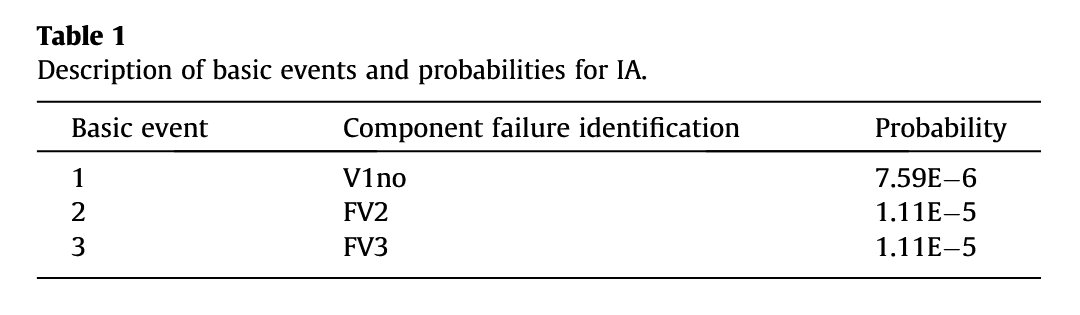 Table 1
Description of basic events and probabilities for IA.
Basic event Component failure identification Probability
1 V1no 7.59E−6
2 FV2 1.11E−5
3 FV3 1.11E−5